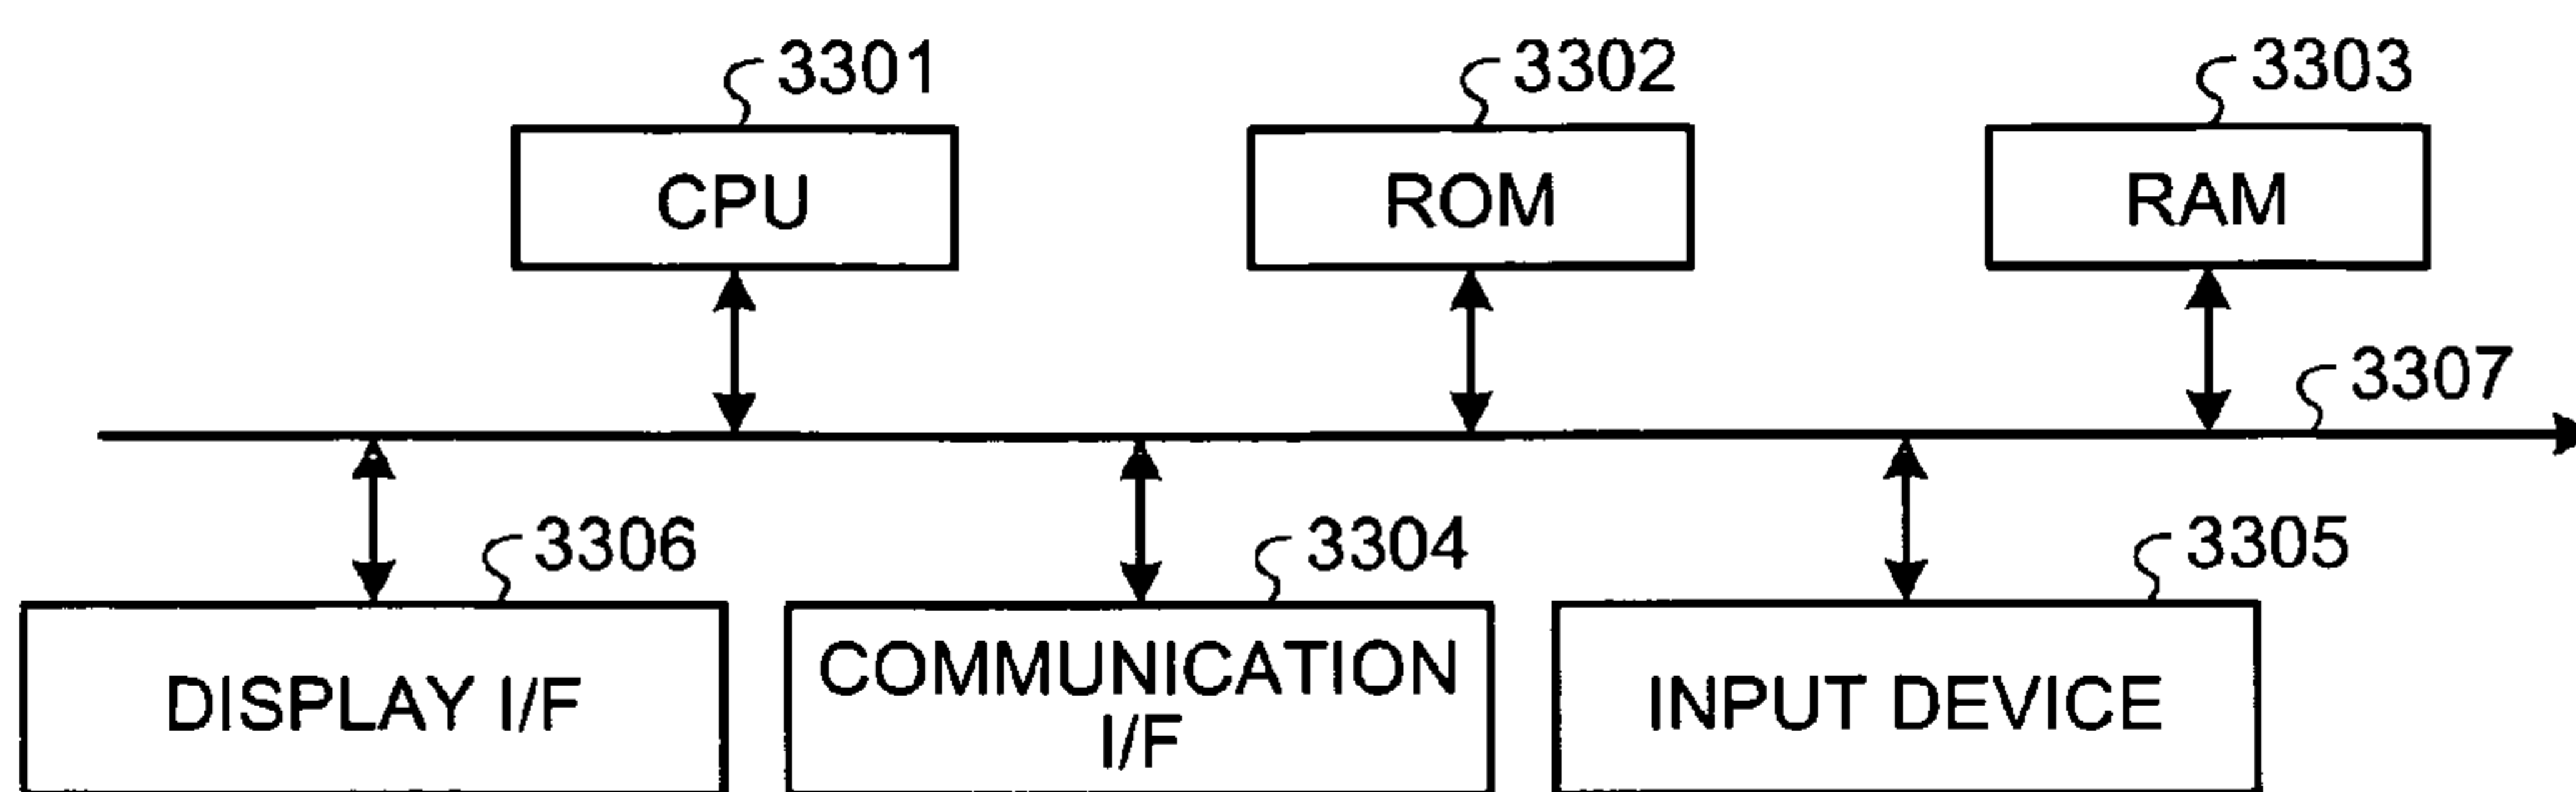 3301
3302
3303
CPU
ROM
RAM
3307
3306
3304
3305
DISPLAY I/F
COMMUNICATION
I/F
INPUT DEVICE